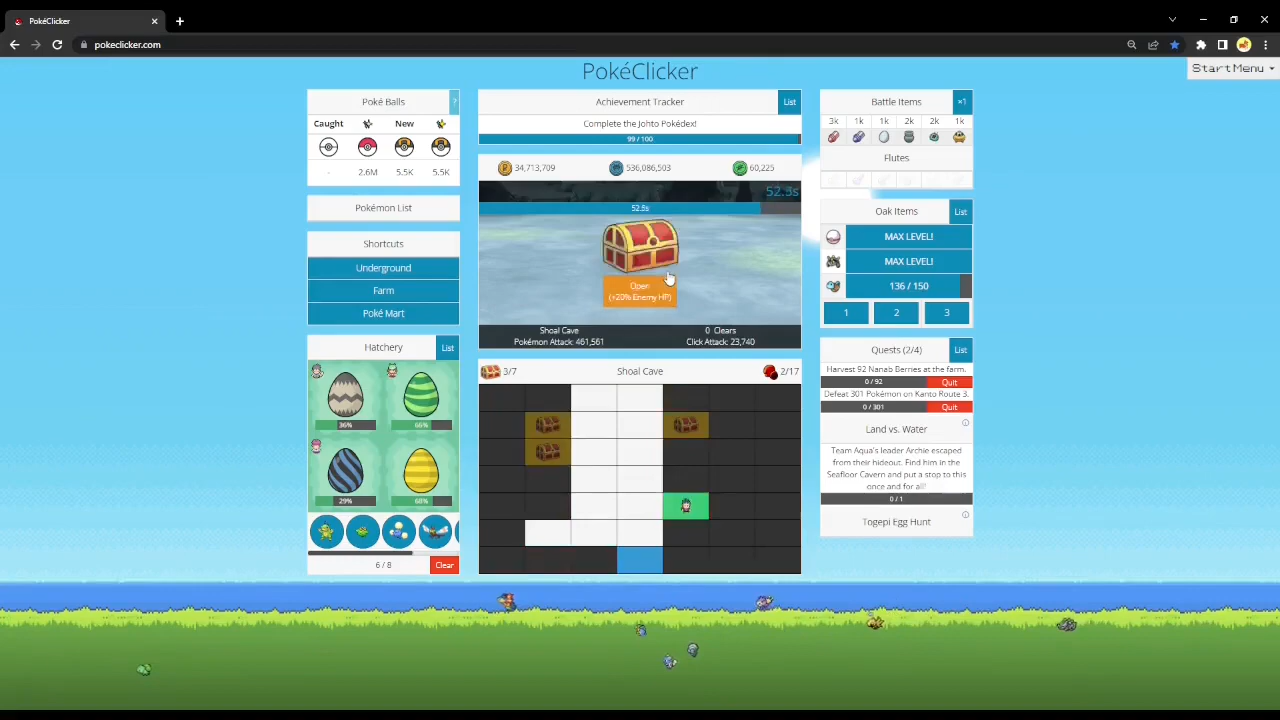 PokéClicker
pokeclicker.com
PokéClicker
StartMenu
Poké Balls
?
Caught
New
-
2.6M
5.5K
5.5K
Pokémon List
Shortcuts
Underground
Farm
Poké Mart
Hatchery
List
36%
66%
29%
68%
6 / 8
Clear
Achievement Tracker
List
Complete the Johto Pokédex!
99 / 100
34,713,709
536,086,503
60,225
52.3s
52.5s
Open
(+20% Enemy HP)
Shoal Cave
0 Clears
Pokémon Attack: 461,561
Click Attack: 23,740
3/7
Shoal Cave
2/17
Battle Items
×1
3k 1k 1k 2k 2k 1k
Flutes
Oak Items
List
MAX LEVEL!
MAX LEVEL!
136 / 150
1 2 3
Quests (2/4)
List
Harvest 92 Nanab Berries at the farm.
0 / 92
Quit
Defeat 301 Pokémon on Kanto Route 3.
0 / 301
Quit
Land vs. Water
Team Aqua's leader Archie escaped
from their hideout. Find him in the
Seafloor Cavern and put a stop to this
once and for all!
0 / 1
Togepi Egg Hunt